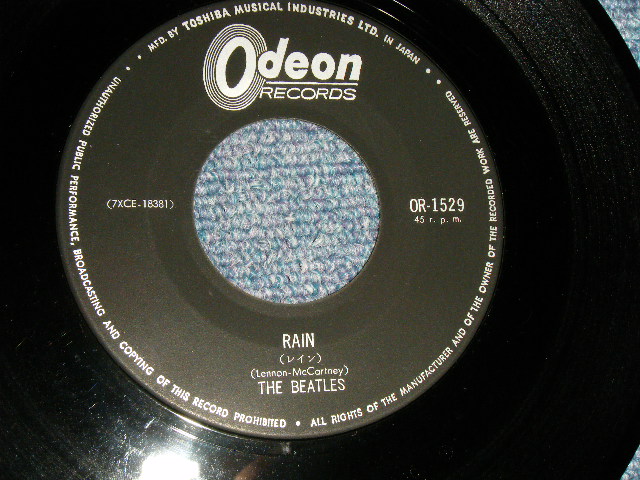 • MFD. BY TOSHIBA MUSICAL INDUSTRIES LTD. IN JAPAN •
Odeon
RECORDS
(7XCE-18381)
OR-1529
45 r. p. m.
RAIN
(レイン)
(Lennon-McCartney)
THE BEATLES
UNAUTHORIZED PUBLIC PERFORMANCE, BROADCASTING AND COPYING OF THIS RECORD PROHIBITED • ALL RIGHTS OF THE MANUFACTURER AND OF THE OWNER OF THE RECORDED WORK ARE RESERVED •